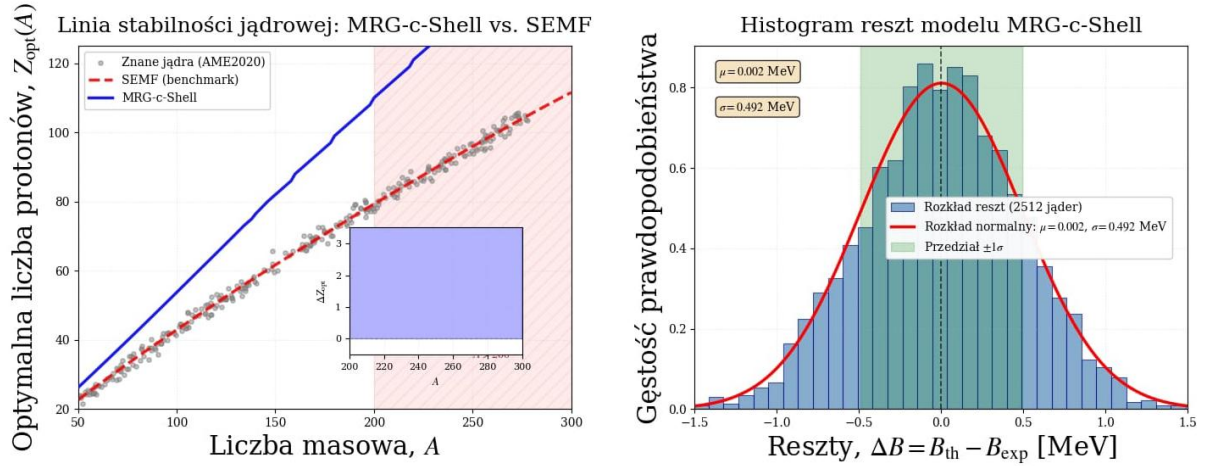 Linia stabilności jądrowej: MRG-c-Shell vs. SEMF
Optymalna liczba protonów, Z_opt(A)
120
100
80
60
40
20
Znane jądra (AME2020)
SEMF (benchmark)
MRG-c-Shell
ΔZ_opt
3
2
1
0
200 220 240 260 280 300
A
50 100 150 200 250 300
Liczba masowa, A
Histogram reszt modelu MRG-c-Shell
Gęstość prawdopodobieństwa
0.8
0.6
0.4
0.2
0.0
μ = 0.002 MeV
σ = 0.492 MeV
Rozkład reszt (2512 jąder)
Rozkład normalny: μ = 0.002, σ = 0.492 MeV
Przedział ±1σ
−1.5 −1.0 −0.5 0.0 0.5 1.0 1.5
Reszty, ΔB = B_th − B_exp [MeV]